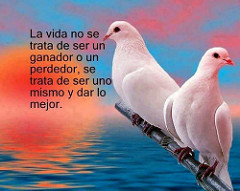 La vida no se
trata de ser un
ganador o un
perdedor, se
trata de ser uno
mismo y dar lo
mejor.